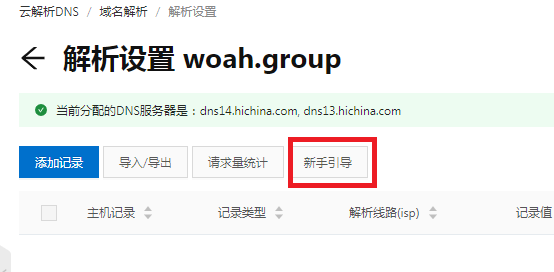 云解析DNS / 域名解析 / 解析设置
← 解析设置 woah.group
当前分配的DNS服务器是：dns14.hichina.com, dns13.hichina.com
添加记录 导入/导出 请求量统计 新手引导
主机记录 记录类型 解析线路(isp) 记录值